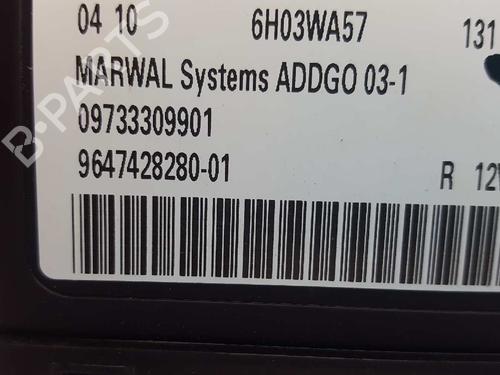 04 10 6H03WA57 131
MARWAL Systems ADDGO 03-1
09733309901
9647428280-01
R 12V
B-PARTS